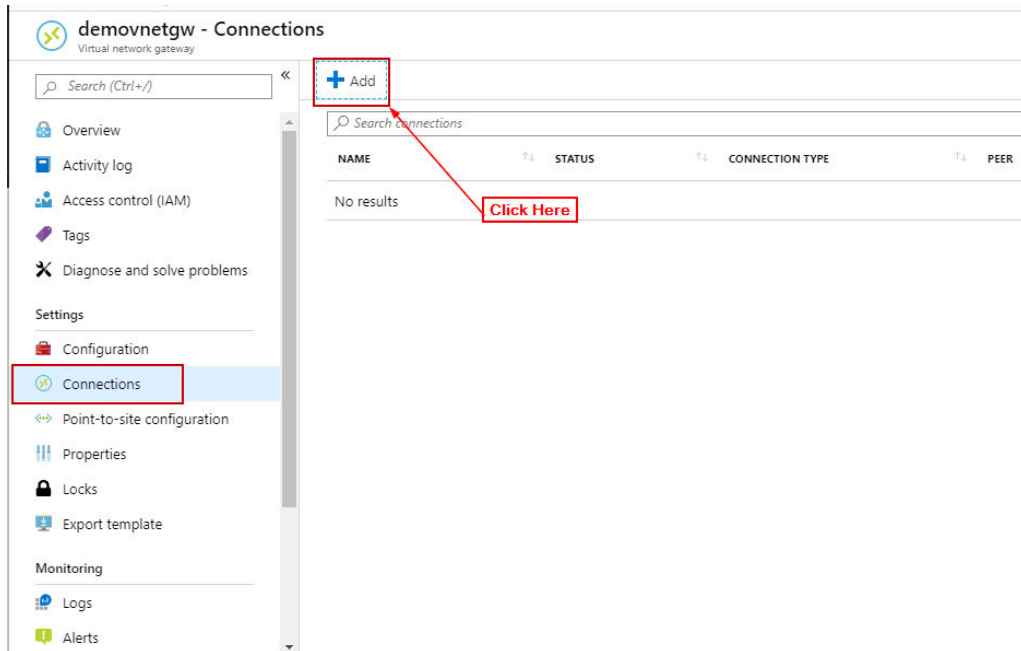 demovnetgw - Connections
Virtual network gateway
Search (Ctrl+/)
«
Add
Overview
Activity log
Access control (IAM)
Tags
Diagnose and solve problems
Settings
Configuration
Connections
Point-to-site configuration
Properties
Locks
Export template
Monitoring
Logs
Alerts
Search connections
NAME
STATUS
CONNECTION TYPE
PEER
No results
Click Here